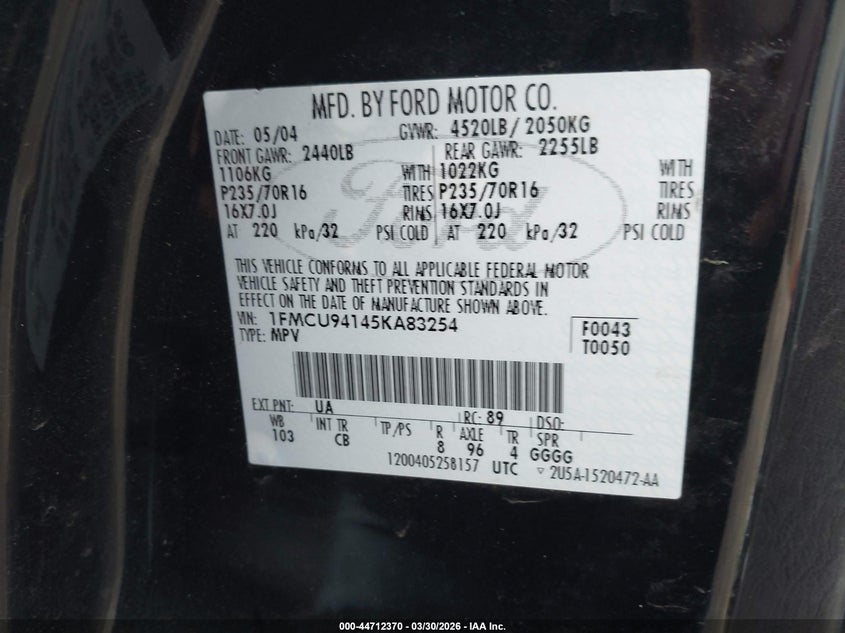 MFD. BY FORD MOTOR CO.
DATE: 05/04 GVWR: 4520LB/ 2050KG
FRONT GAWR: 2440LB REAR GAWR: 2255LB
1106KG WITH 1022KG WITH
P235/70R16 TIRES P235/70R16 TIRES
16X7.0J RIMS 16X7.0J RIMS
AT 220 kPa/32 PSI COLD AT 220 kPa/32 PSI COLD
Ford
THIS VEHICLE CONFORMS TO ALL APPLICABLE FEDERAL MOTOR
VEHICLE SAFETY AND THEFT PREVENTION STANDARDS IN
EFFECT ON THE DATE OF MANUFACTURE SHOWN ABOVE.
VIN: 1FMCU94145KA83254 F0043
TYPE: MPV T0050
EXT PNT: UA RC: 89 DSO:
WB INT TR TP/PS R AXLE TR SPR
103 CB 8 96 4 GGGG
1200405258157 UTC ▽ 2U5A-1520472-AA
000-44712370 - 03/30/2026 - IAA Inc.